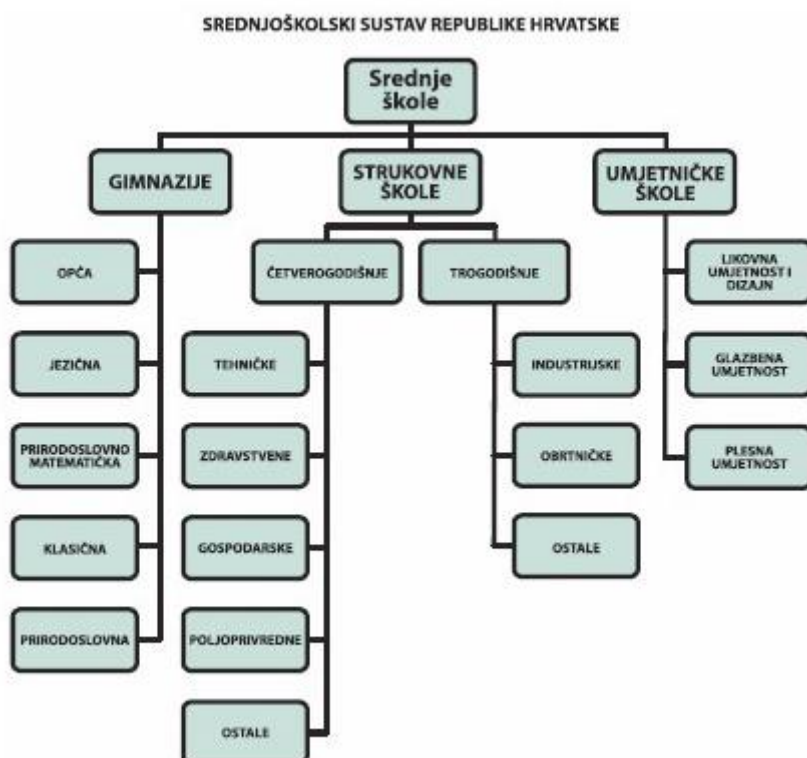 SREDNJOŠKOLSKI SUSTAV REPUBLIKE HRVATSKE
Srednje
škole
GIMNAZIJE
STRUKOVNE
ŠKOLE
UMJETNIČKE
ŠKOLE
OPČA
JEZIČNA
PRIRODOSLOVNO
MATEMATIČKA
KLASIČNA
PRIRODOSLOVNA
ČETVEROGODIŠNJE
TEHNIČKE
ZDRAVSTVENE
GOSPODARSKE
POLJOPRIVREDNE
OSTALE
TROGODIŠNJE
INDUSTRIJSKE
OBRTNIČKE
OSTALE
LIKOVNA
UMJETNOST I
DIZAJN
GLAZBENA
UMJETNOST
PLESNA
UMJETNOST